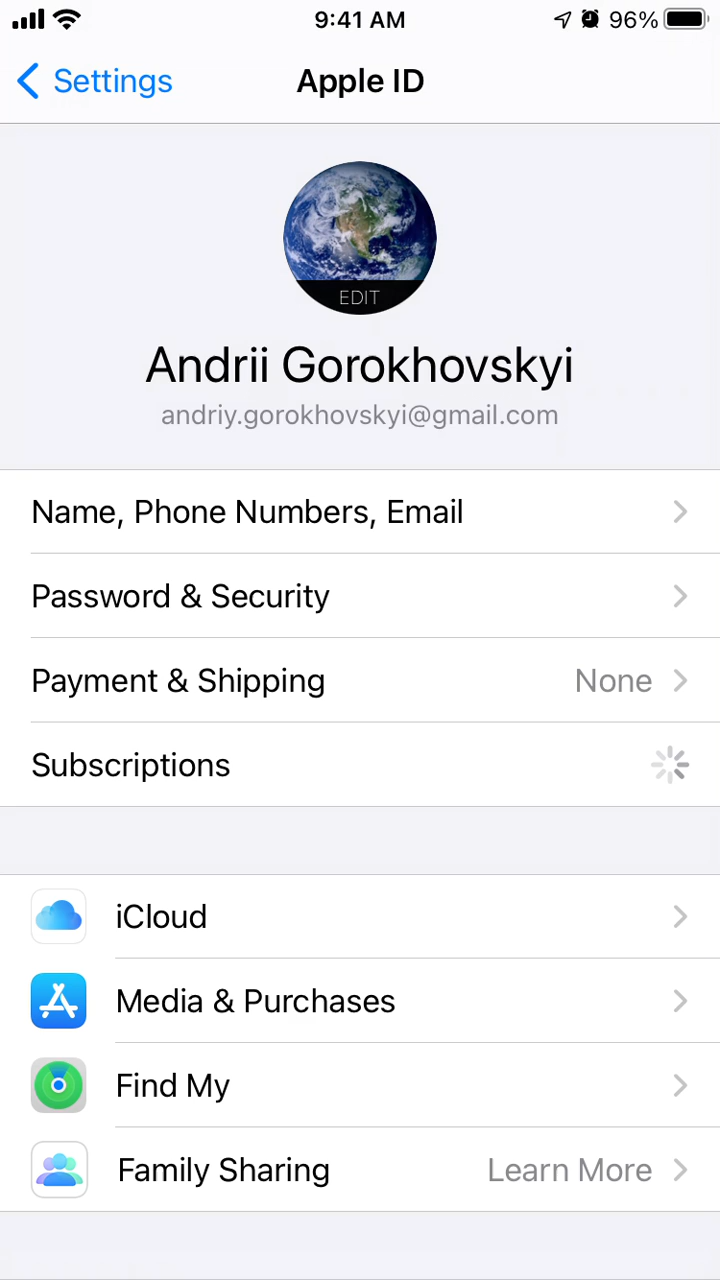 9:41 AM 96%
Settings Apple ID
EDIT
Andrii Gorokhovskyi
andriy.gorokhovskyi@gmail.com
Name, Phone Numbers, Email
Password & Security
Payment & Shipping None
Subscriptions
iCloud
Media & Purchases
Find My
Family Sharing Learn More